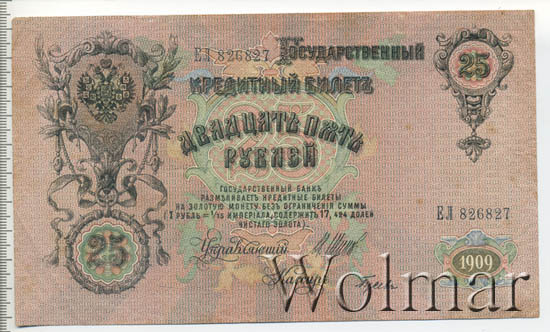 ЕЛ 826827 Государственный
25
Кредитный Билетъ
Двадцать пять
Рублей
Государственный банкъ
размѣниваетъ кредитные билеты
на золотую монету безъ ограниченія суммы
(1 рубль = 1/15 имперіала, содержитъ 17,424 долей
чистаго золота)
ЕЛ 826827
25
Управляющій
Кассиръ
1909
Wolmar